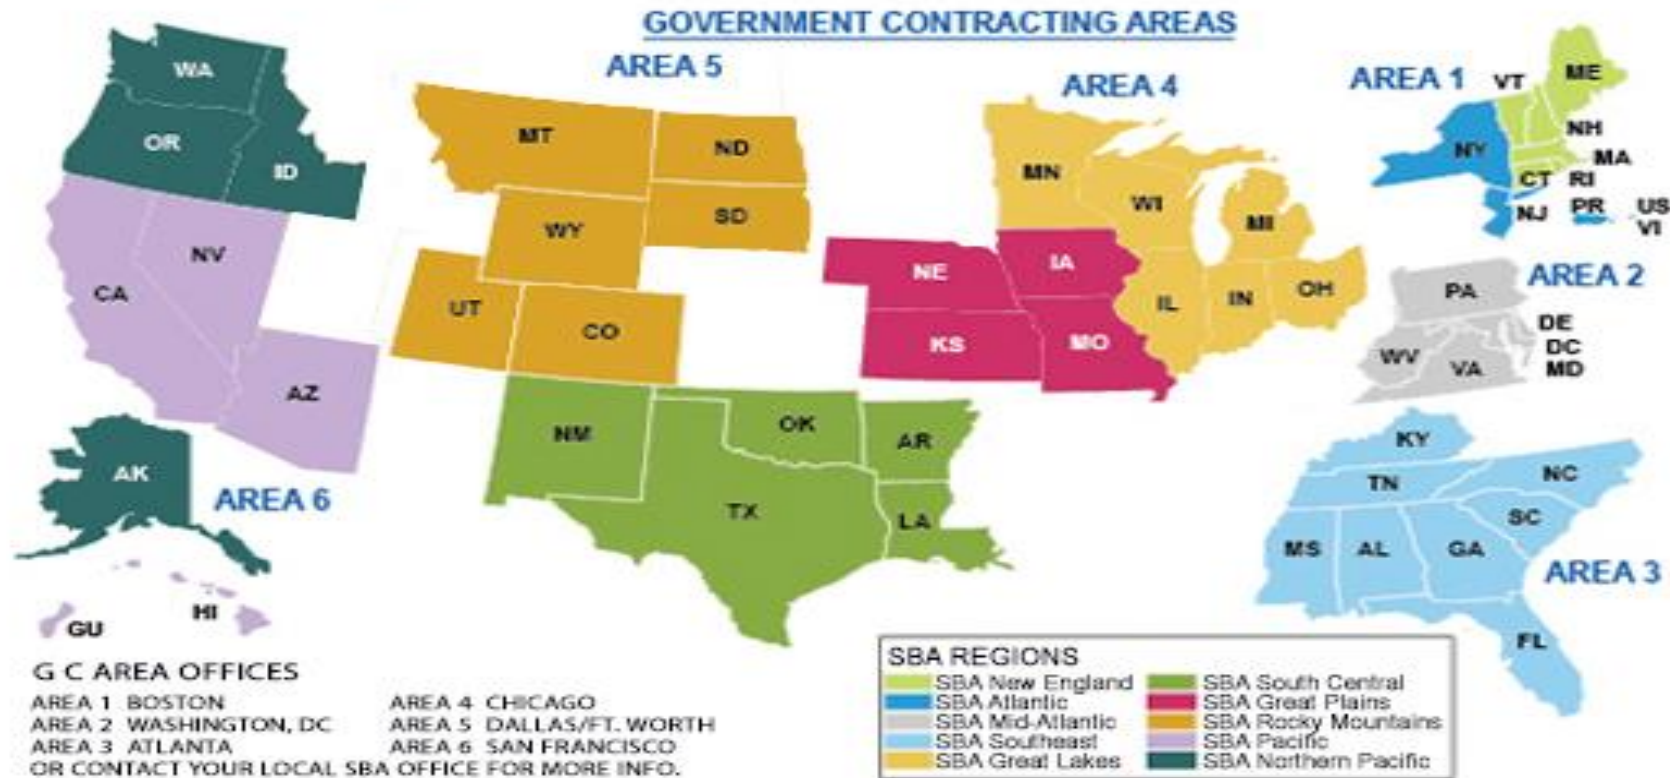 GOVERNMENT CONTRACTING AREAS
AREA 5
AREA 4
AREA 1
WA
OR
ID
MT
ND
SD
WY
UT
CO
MN
WI
MI
IL
IN
OH
VT
ME
NH
MA
NY
CT
RI
NJ
PR
US
VI
CA
NV
AZ
NE
IA
KS
MO
AREA 2
PA
DE
DC
MD
WV
VA
AK
AREA 6
HI
GU
NM
OK
AR
TX
LA
KY
TN
NC
SC
MS
AL
GA
FL
AREA 3
G C AREA OFFICES
AREA 1 BOSTON
AREA 2 WASHINGTON, DC
AREA 3 ATLANTA
AREA 4 CHICAGO
AREA 5 DALLAS/FT. WORTH
AREA 6 SAN FRANCISCO
OR CONTACT YOUR LOCAL SBA OFFICE FOR MORE INFO.
SBA REGIONS
SBA New England
SBA Atlantic
SBA Mid-Atlantic
SBA Southeast
SBA Great Lakes
SBA South Central
SBA Great Plains
SBA Rocky Mountains
SBA Pacific
SBA Northern Pacific